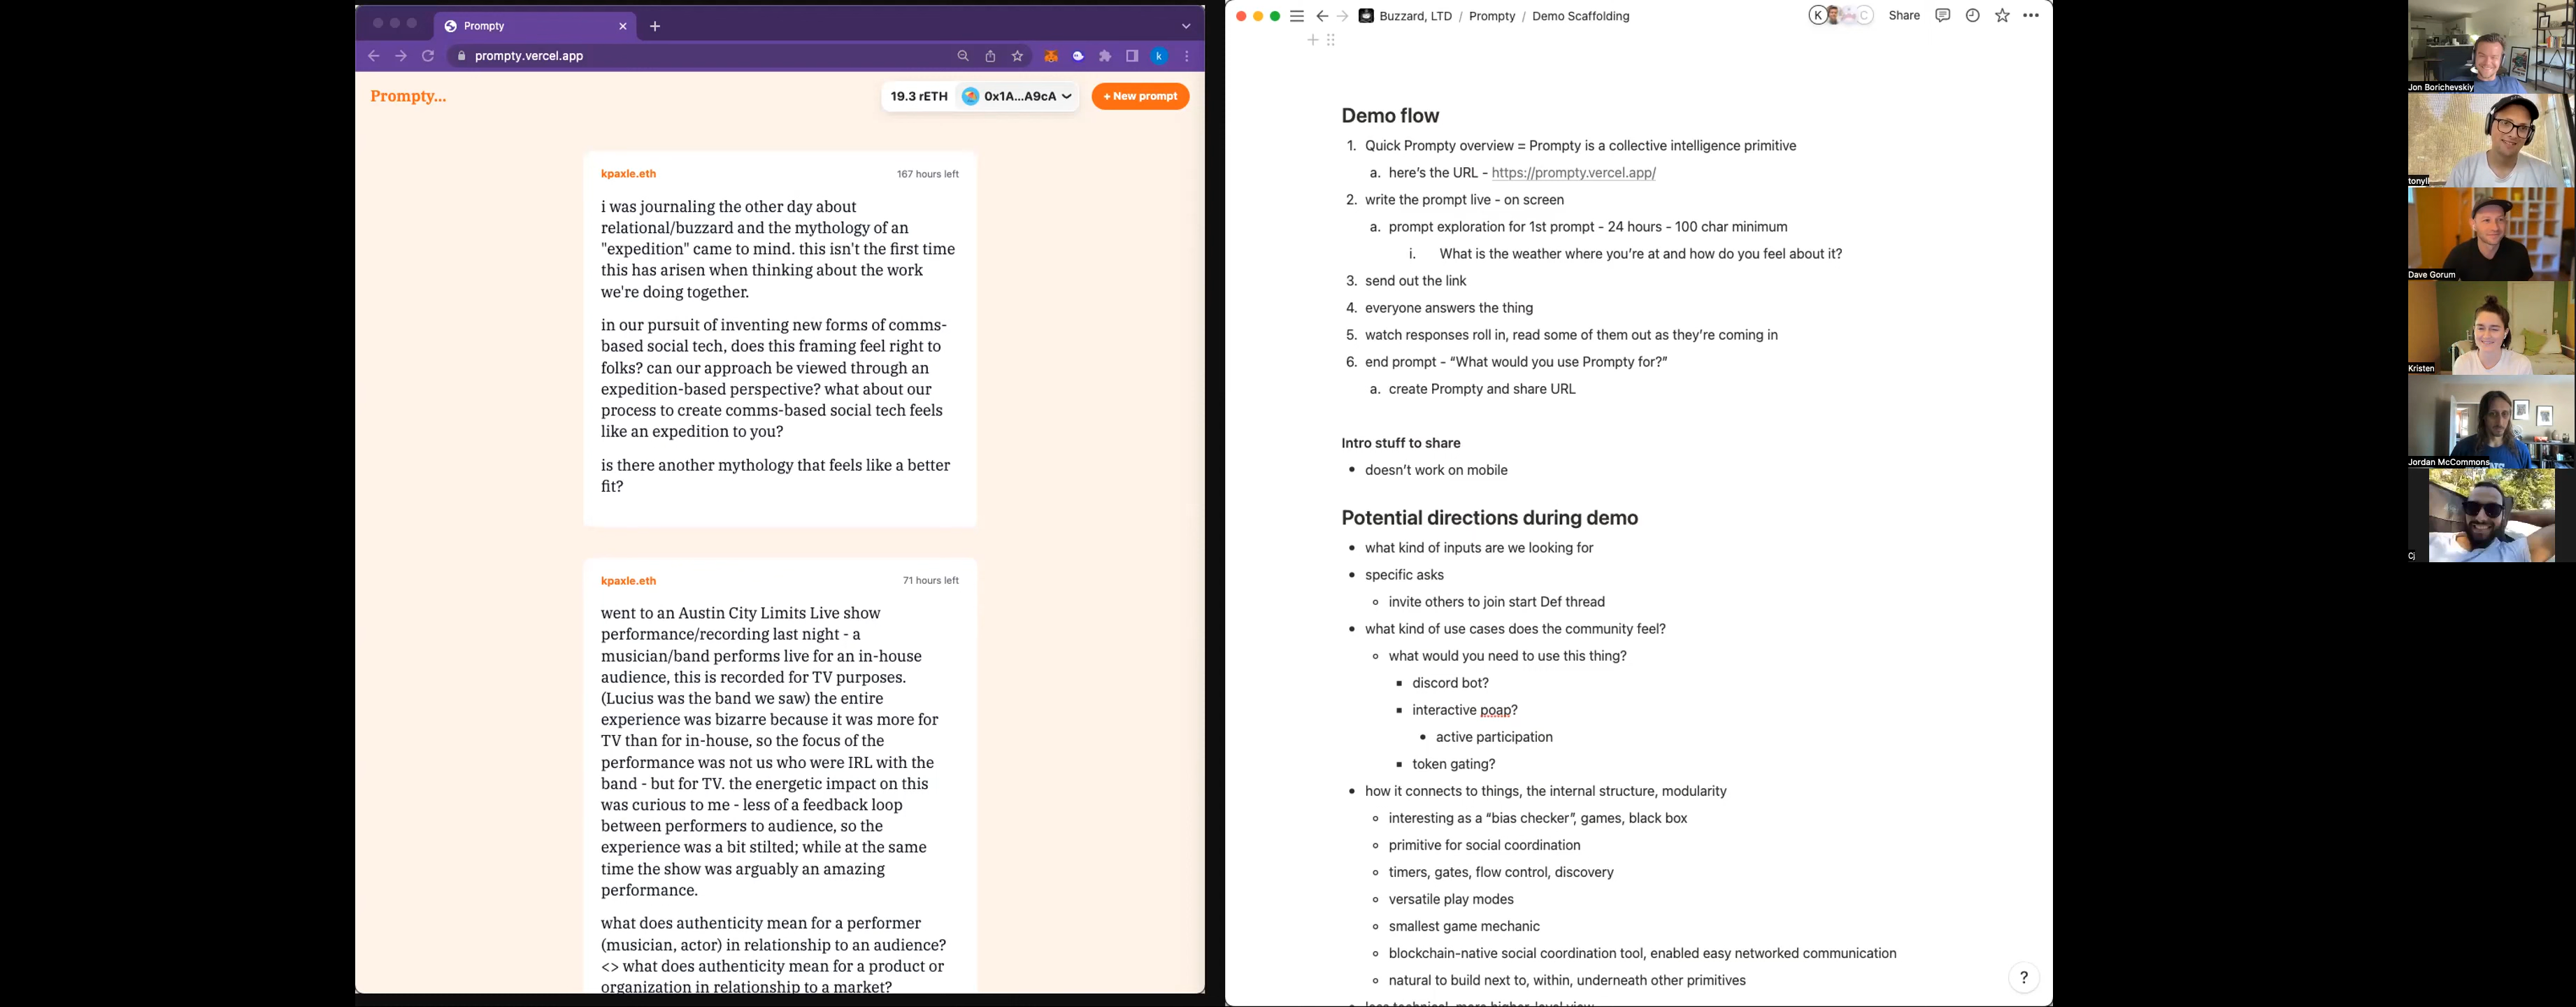 Prompty
prompty.vercel.app
k
Prompty...
19.3 rETH
0x1A...A9cA
+ New prompt
kpaxle.eth
167 hours left
i was journaling the other day about
relational/buzzard and the mythology of an
"expedition" came to mind. this isn't the first time
this has arisen when thinking about the work
we're doing together.
in our pursuit of inventing new forms of comms-
based social tech, does this framing feel right to
folks? can our approach be viewed through an
expedition-based perspective? what about our
process to create comms-based social tech feels
like an expedition to you?
is there another mythology that feels like a better
fit?
kpaxle.eth
71 hours left
went to an Austin City Limits Live show
performance/recording last night - a
musician/band performs live for an in-house
audience, this is recorded for TV purposes.
(Lucius was the band we saw) the entire
experience was bizarre because it was more for
TV than for in-house, so the focus of the
performance was not us who were IRL with the
band - but for TV. the energetic impact on this
was curious to me - less of a feedback loop
between performers to audience, so the
experience was a bit stilted; while at the same
time the show was arguably an amazing
performance.
what does authenticity mean for a performer
(musician, actor) in relationship to an audience?
<> what does authenticity mean for a product or
organization in relationship to a market?
Buzzard, LTD / Prompty / Demo Scaffolding
K
C
Share
Demo flow
1. Quick Prompty overview = Prompty is a collective intelligence primitive
a. here's the URL - https://prompty.vercel.app/
2. write the prompt live - on screen
a. prompt exploration for 1st prompt - 24 hours - 100 char minimum
i. What is the weather where you're at and how do you feel about it?
3. send out the link
4. everyone answers the thing
5. watch responses roll in, read some of them out as they're coming in
6. end prompt - “What would you use Prompty for?”
a. create Prompty and share URL
Intro stuff to share
• doesn't work on mobile
Potential directions during demo
• what kind of inputs are we looking for
• specific asks
◦ invite others to join start Def thread
• what kind of use cases does the community feel?
◦ what would you need to use this thing?
▪ discord bot?
▪ interactive poap?
• active participation
▪ token gating?
• how it connects to things, the internal structure, modularity
◦ interesting as a “bias checker”, games, black box
◦ primitive for social coordination
◦ timers, gates, flow control, discovery
◦ versatile play modes
◦ smallest game mechanic
◦ blockchain-native social coordination tool, enabled easy networked communication
◦ natural to build next to, within, underneath other primitives
• less technical, more higher-level view
?
Jon Borichevskiy
tonyll
Dave Gorum
Kristen
Jordan McCommons
Cj